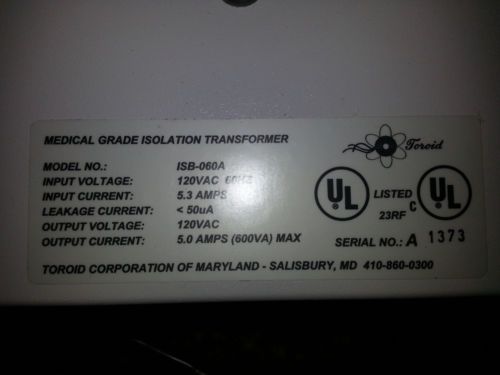 MEDICAL GRADE ISOLATION TRANSFORMER
Toroid
MODEL NO.: ISB-060A
INPUT VOLTAGE: 120VAC 60HZ
INPUT CURRENT: 5.3 AMPS
LEAKAGE CURRENT: < 50uA
OUTPUT VOLTAGE: 120VAC
OUTPUT CURRENT: 5.0 AMPS (600VA) MAX
UL LISTED 23RF C UL
SERIAL NO.: A 1373
TOROID CORPORATION OF MARYLAND - SALISBURY, MD 410-860-0300